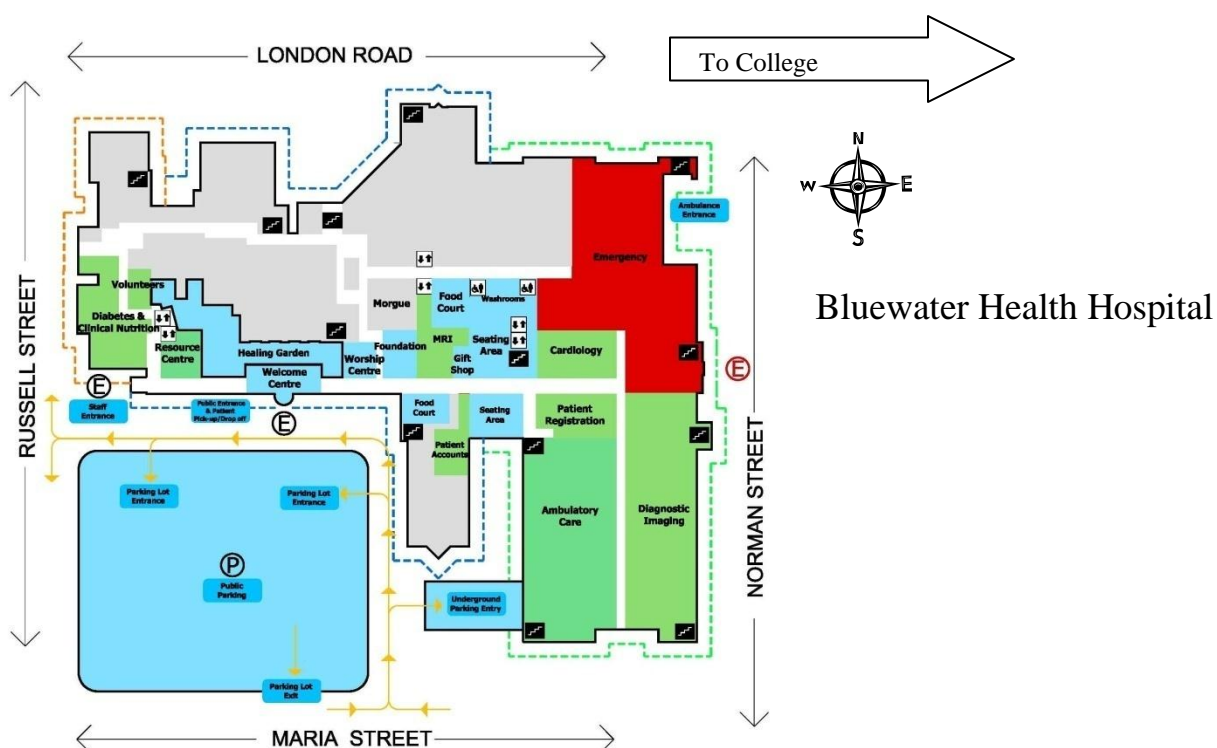 LONDON ROAD
To College
N
W
E
S
RUSSELL STREET
NORMAN STREET
Bluewater Health Hospital
Ambulance
Entrance
Emergency
Volunteers
Diabetes &
Clinical Nutrition
Resource
Centre
Healing Garden
Welcome
Centre
Worship
Centre
Foundation
Morgue
MRI
Food
Court
Washrooms
Gift
Shop
Seating
Area
Cardiology
E
E
Staff
Entrance
Public Entrance
& Patient
Pick-up/Drop off
E
Food
Court
Seating
Area
Patient
Registration
Patient
Accounts
Parking Lot
Entrance
Parking Lot
Entrance
Ambulatory
Care
Diagnostic
Imaging
P
Public
Parking
Underground
Parking Entry
Parking Lot
Exit
MARIA STREET